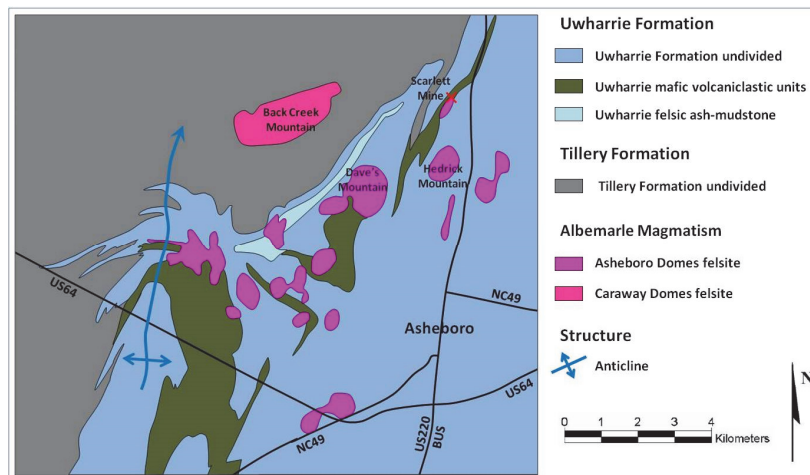 Scarlett
Mine
Back Creek
Mountain
Dave's
Mountain
Hedrick
Mountain
US64
NC49
Asheboro
US64
NC49
US220
BUS
Uwharrie Formation
Uwharrie Formation undivided
Uwharrie mafic volcaniclastic units
Uwharrie felsic ash-mudstone
Tillery Formation
Tillery Formation undivided
Albemarle Magmatism
Asheboro Domes felsite
Caraway Domes felsite
Structure
Anticline
N
0 1 2 3 4
Kilometers